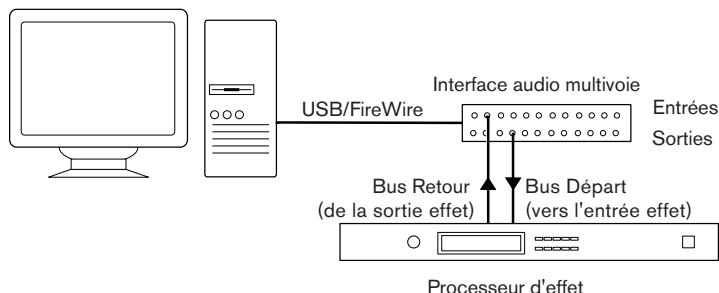 Interface audio multivoie
USB/FireWire
Entrées
Sorties
Bus Retour
(de la sortie effet)
Bus Départ
(vers l'entrée effet)
Processeur d'effet